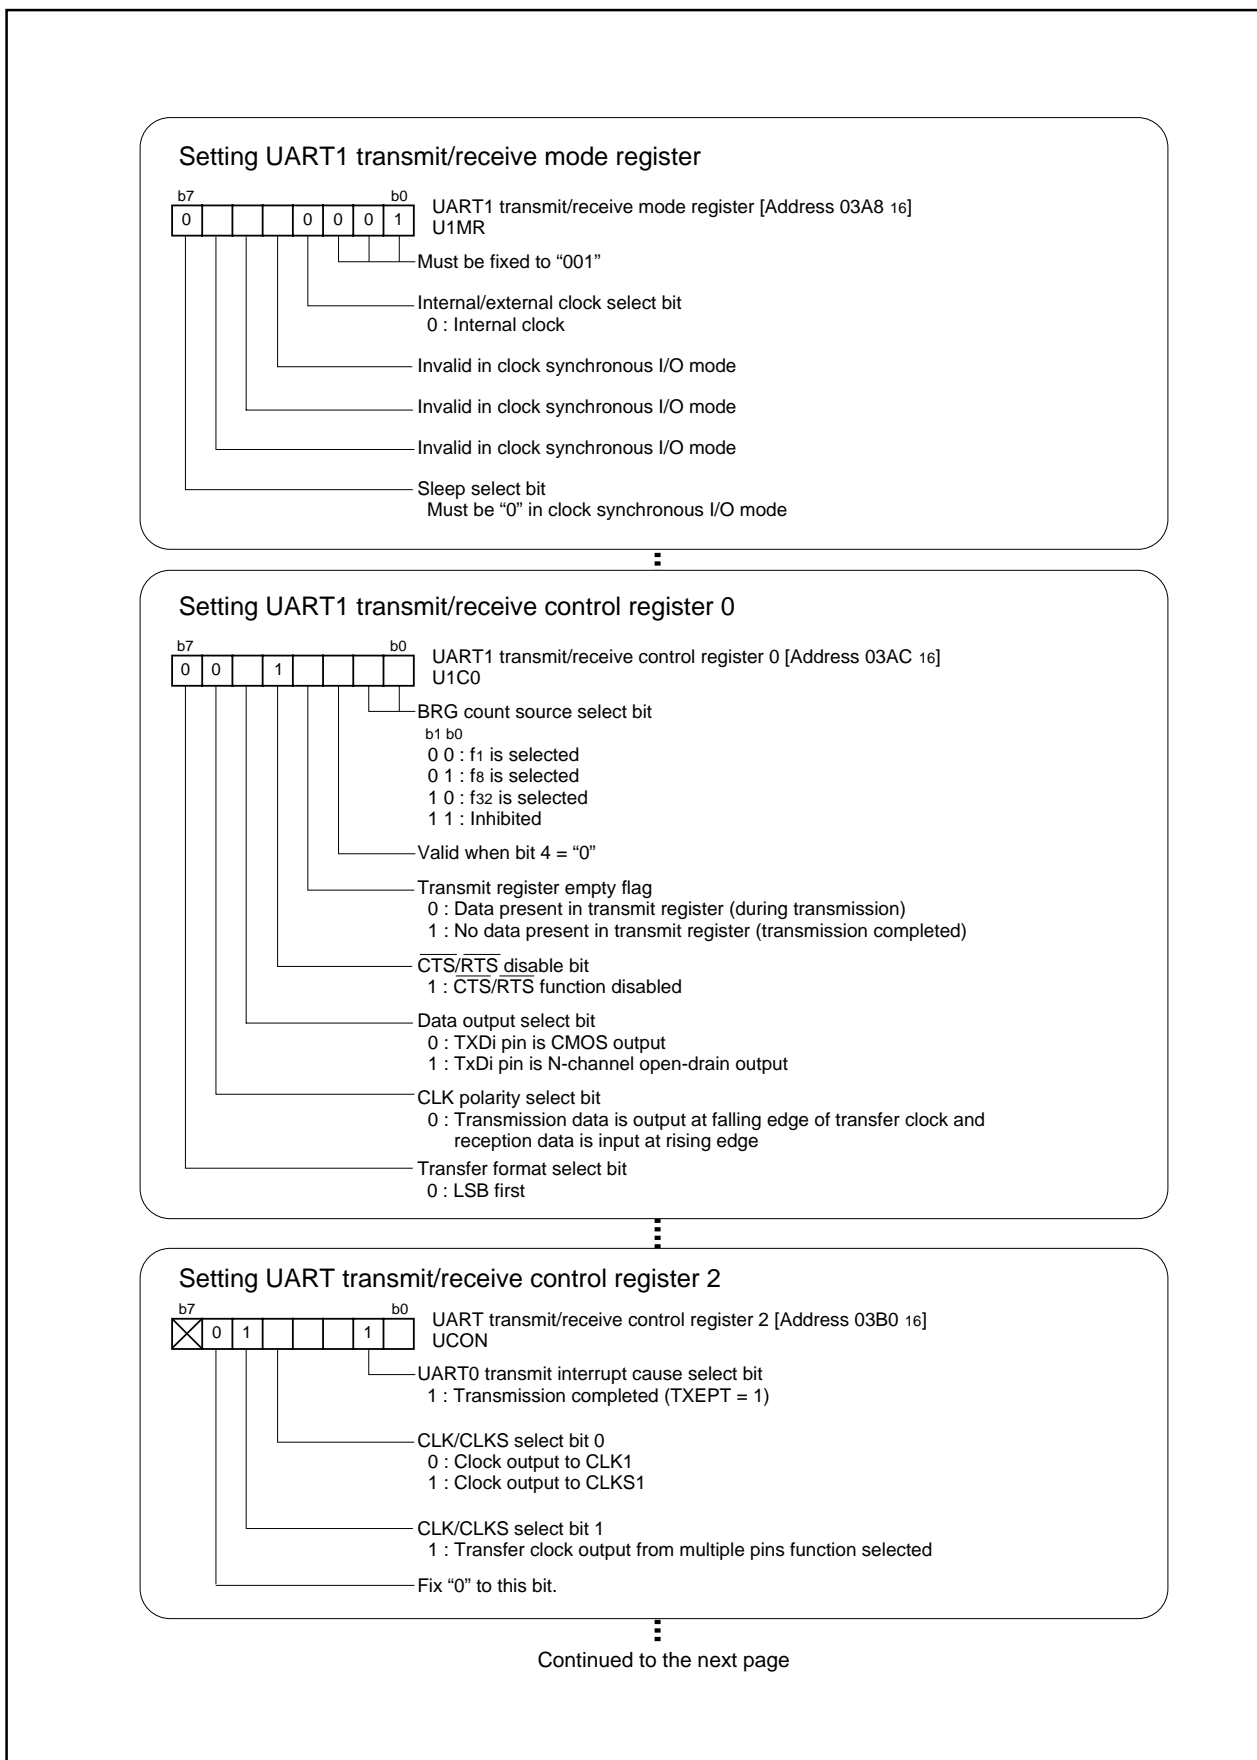 Setting UART1 transmit/receive mode register
b7 b0
0 0 0 0 1
UART1 transmit/receive mode register [Address 03A8 16]
U1MR
Must be fixed to “001”
Internal/external clock select bit
0 : Internal clock
Invalid in clock synchronous I/O mode
Invalid in clock synchronous I/O mode
Invalid in clock synchronous I/O mode
Sleep select bit
Must be “0” in clock synchronous I/O mode
Setting UART1 transmit/receive control register 0
b7 b0
0 0 1
UART1 transmit/receive control register 0 [Address 03AC 16]
U1C0
BRG count source select bit
b1 b0
0 0 : f1 is selected
0 1 : f8 is selected
1 0 : f32 is selected
1 1 : Inhibited
Valid when bit 4 = “0”
Transmit register empty flag
0 : Data present in transmit register (during transmission)
1 : No data present in transmit register (transmission completed)
CTS/RTS disable bit
1 : CTS/RTS function disabled
Data output select bit
0 : TXDi pin is CMOS output
1 : TxDi pin is N-channel open-drain output
CLK polarity select bit
0 : Transmission data is output at falling edge of transfer clock and
reception data is input at rising edge
Transfer format select bit
0 : LSB first
Setting UART transmit/receive control register 2
b7 b0
0 1 1
UART transmit/receive control register 2 [Address 03B0 16]
UCON
UART0 transmit interrupt cause select bit
1 : Transmission completed (TXEPT = 1)
CLK/CLKS select bit 0
0 : Clock output to CLK1
1 : Clock output to CLKS1
CLK/CLKS select bit 1
1 : Transfer clock output from multiple pins function selected
Fix “0” to this bit.
Continued to the next page